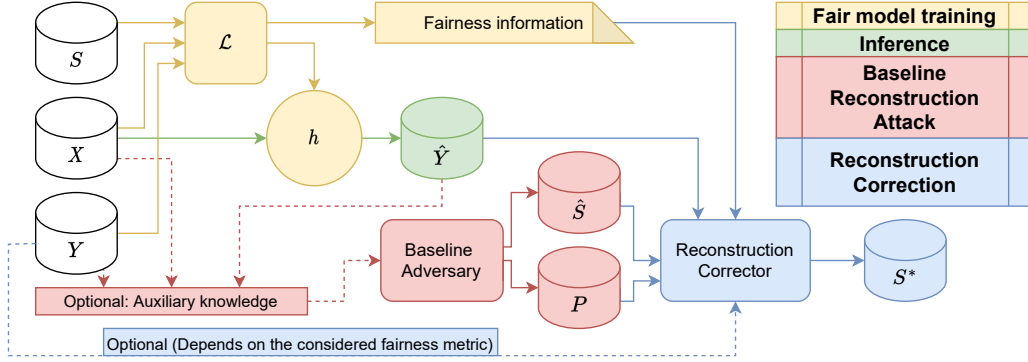 S
𝓛
Fairness information
Fair model training
Inference
Baseline
Reconstruction
Attack
Reconstruction
Correction
X
h
Ŷ
Y
Baseline
Adversary
Ŝ
P
Reconstruction
Corrector
S*
Optional: Auxiliary knowledge
Optional (Depends on the considered fairness metric)